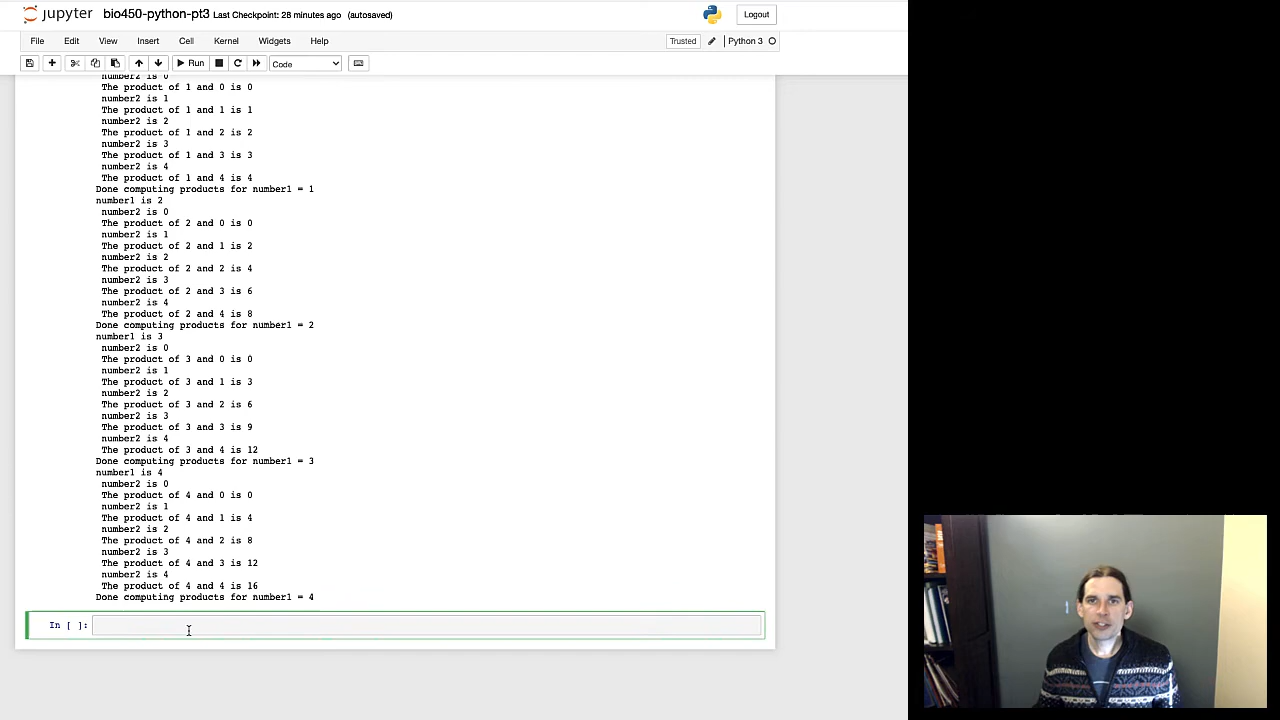 jupyter bio450-python-pt3 Last Checkpoint: 28 minutes ago (autosaved) Logout
File Edit View Insert Cell Kernel Widgets Help Trusted Python 3
Run Code
number2 is 0
The product of 1 and 0 is 0
number2 is 1
The product of 1 and 1 is 1
number2 is 2
The product of 1 and 2 is 2
number2 is 3
The product of 1 and 3 is 3
number2 is 4
The product of 1 and 4 is 4
Done computing products for number1 = 1
number1 is 2
number2 is 0
The product of 2 and 0 is 0
number2 is 1
The product of 2 and 1 is 2
number2 is 2
The product of 2 and 2 is 4
number2 is 3
The product of 2 and 3 is 6
number2 is 4
The product of 2 and 4 is 8
Done computing products for number1 = 2
number1 is 3
number2 is 0
The product of 3 and 0 is 0
number2 is 1
The product of 3 and 1 is 3
number2 is 2
The product of 3 and 2 is 6
number2 is 3
The product of 3 and 3 is 9
number2 is 4
The product of 3 and 4 is 12
Done computing products for number1 = 3
number1 is 4
number2 is 0
The product of 4 and 0 is 0
number2 is 1
The product of 4 and 1 is 4
number2 is 2
The product of 4 and 2 is 8
number2 is 3
The product of 4 and 3 is 12
number2 is 4
The product of 4 and 4 is 16
Done computing products for number1 = 4
In [ ]: